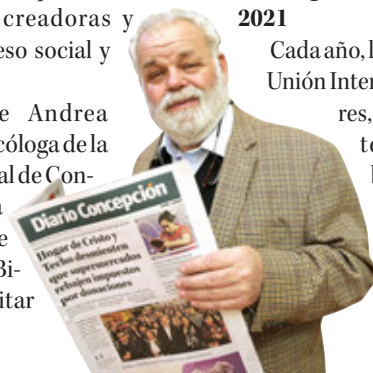 creadoras y
eso social y
e Andrea
cóloga de la
al de Con-
a
e
Bi-
itar
2021
Cada año, l
Unión Inter
res,
te
Diario Concepción
Hogar de Cristo y
Techo desmienten
que supermercados
rebajen impuestos
por donaciones